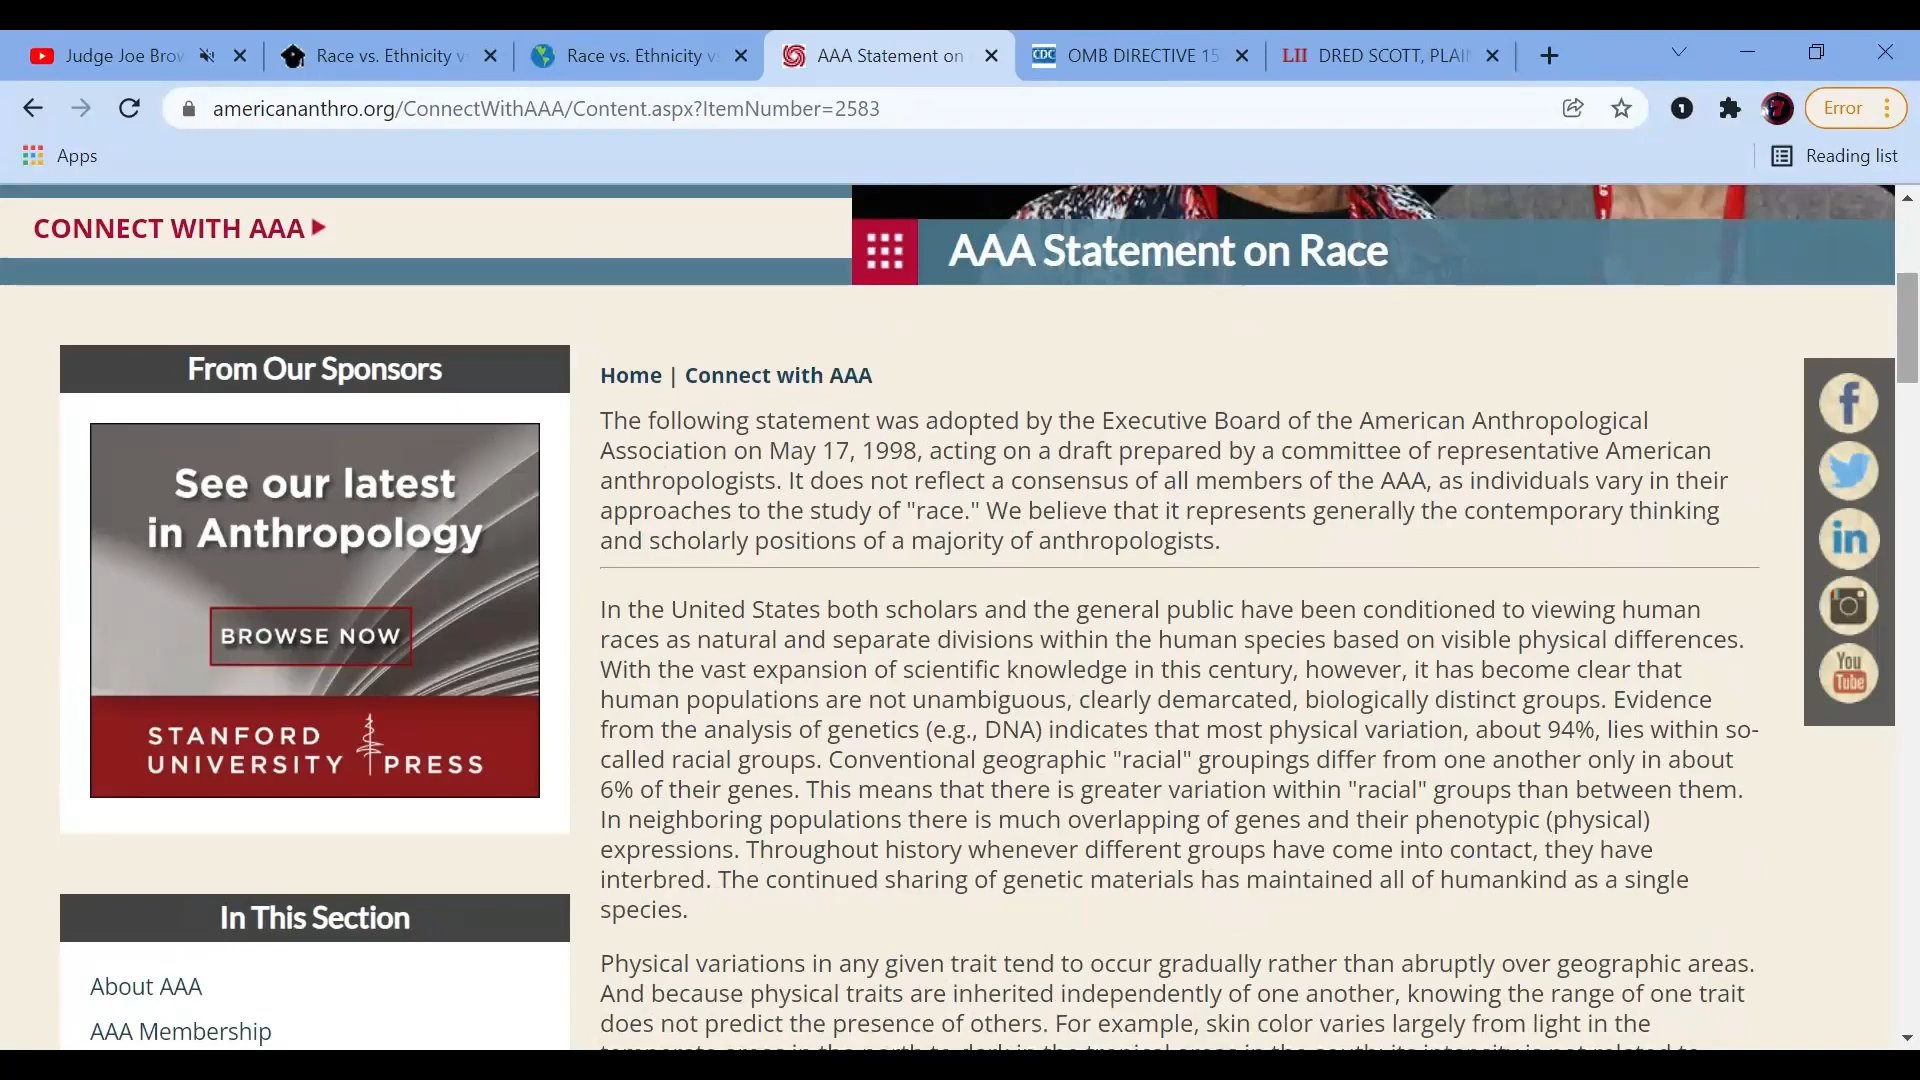 Judge Joe Brow
Race vs. Ethnicity v
Race vs. Ethnicity v
AAA Statement on
CDC
OMB DIRECTIVE 15
LII
DRED SCOTT, PLAI
americananthro.org/ConnectWithAAA/Content.aspx?ItemNumber=2583
1
7
Error
Apps
Reading list
CONNECT WITH AAA
AAA Statement on Race
From Our Sponsors
See our latest
in Anthropology
BROWSE NOW
STANFORD
UNIVERSITY PRESS
In This Section
About AAA
AAA Membership
Home | Connect with AAA
The following statement was adopted by the Executive Board of the American Anthropological
Association on May 17, 1998, acting on a draft prepared by a committee of representative American
anthropologists. It does not reflect a consensus of all members of the AAA, as individuals vary in their
approaches to the study of "race." We believe that it represents generally the contemporary thinking
and scholarly positions of a majority of anthropologists.
In the United States both scholars and the general public have been conditioned to viewing human
races as natural and separate divisions within the human species based on visible physical differences.
With the vast expansion of scientific knowledge in this century, however, it has become clear that
human populations are not unambiguous, clearly demarcated, biologically distinct groups. Evidence
from the analysis of genetics (e.g., DNA) indicates that most physical variation, about 94%, lies within so-
called racial groups. Conventional geographic "racial" groupings differ from one another only in about
6% of their genes. This means that there is greater variation within "racial" groups than between them.
In neighboring populations there is much overlapping of genes and their phenotypic (physical)
expressions. Throughout history whenever different groups have come into contact, they have
interbred. The continued sharing of genetic materials has maintained all of humankind as a single
species.
Physical variations in any given trait tend to occur gradually rather than abruptly over geographic areas.
And because physical traits are inherited independently of one another, knowing the range of one trait
does not predict the presence of others. For example, skin color varies largely from light in the
f
in
You
Tube